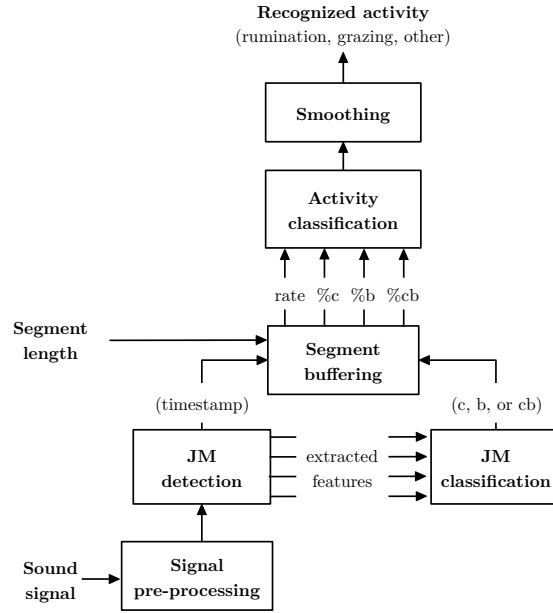 Recognized activity
(rumination, grazing, other)
Smoothing
Activity
classification
rate %c %b %cb
Segment
length
Segment
buffering
(timestamp)
(c, b, or cb)
JM
detection
extracted
features
JM
classification
Sound
signal
Signal
pre-processing